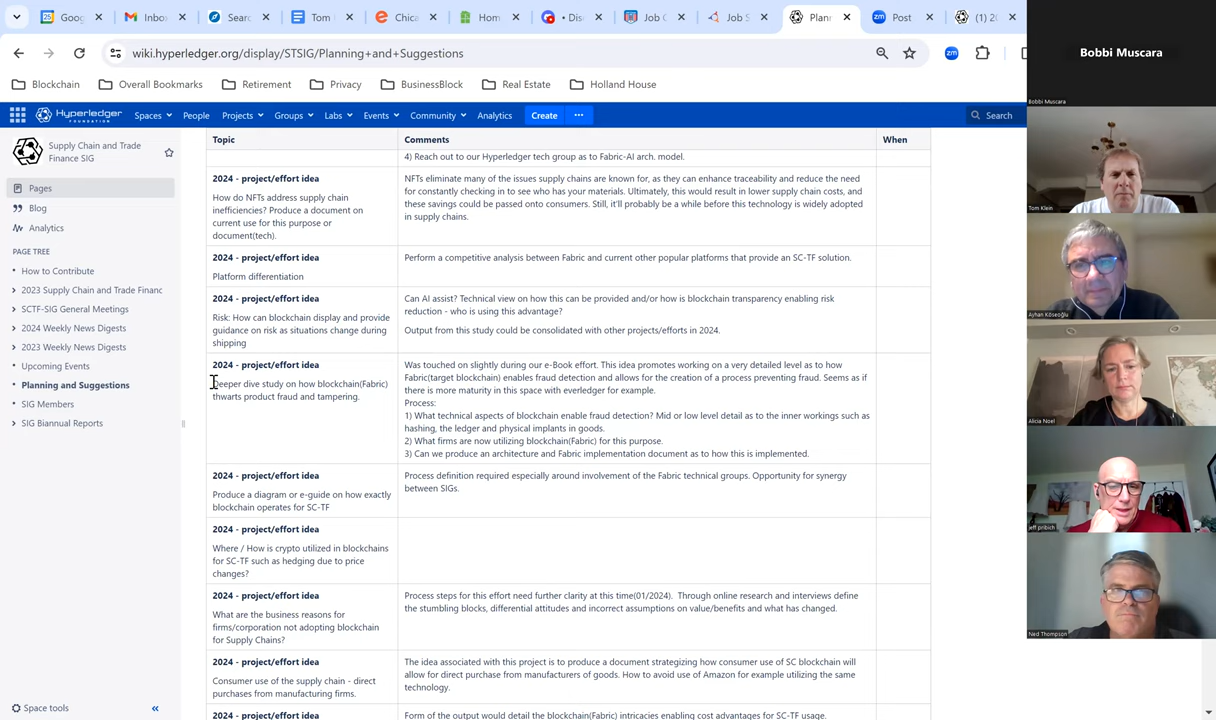 Goog
Inbo
Sear
Tom
Chica
Hom
Dis
Job
Job
Plan
Post
(1) 2
wiki.hyperledger.org/display/STSIG/Planning+and+Suggestions
Blockchain
Overall Bookmarks
Retirement
Privacy
BusinessBlock
Real Estate
Holland House
HYPERLEDGER
FOUNDATION
Spaces
People
Projects
Groups
Labs
Events
Community
Analytics
Create
Search
Supply Chain and Trade
Finance SIG
Pages
Blog
Analytics
PAGE TREE
How to Contribute
2023 Supply Chain and Trade Financ
SCTF-SIG General Meetings
2024 Weekly News Digests
2023 Weekly News Digests
Upcoming Events
Planning and Suggestions
SIG Members
SIG Biannual Reports
Space tools
Topic
Comments
When
4) Reach out to our Hyperledger tech group as to Fabric-AI arch. model.
2024 - project/effort idea
How do NFTs address supply chain
inefficiencies? Produce a document on
current use for this purpose or
document(tech).
NFTs eliminate many of the issues supply chains are known for, as they can enhance traceability and reduce the need
for constantly checking in to see who has your materials. Ultimately, this would result in lower supply chain costs, and
these savings could be passed onto consumers. Still, it'll probably be a while before this technology is widely adopted
in supply chains.
2024 - project/effort idea
Platform differentiation
Perform a competitive analysis between Fabric and current other popular platforms that provide an SC-TF solution.
2024 - project/effort idea
Risk: How can blockchain display and provide
guidance on risk as situations change during
shipping
Can AI assist? Technical view on how this can be provided and/or how is blockchain transparency enabling risk
reduction - who is using this advantage?
Output from this study could be consolidated with other projects/efforts in 2024.
2024 - project/effort idea
Deeper dive study on how blockchain(Fabric)
thwarts product fraud and tampering.
Was touched on slightly during our e-Book effort. This idea promotes working on a very detailed level as to how
Fabric(target blockchain) enables fraud detection and allows for the creation of a process preventing fraud. Seems as if
there is more maturity in this space with everledger for example.
Process:
1) What technical aspects of blockchain enable fraud detection? Mid or low level detail as to the inner workings such as
hashing, the ledger and physical implants in goods.
2) What firms are now utilizing blockchain(Fabric) for this purpose.
3) Can we produce an architecture and Fabric implementation document as to how this is implemented.
2024 - project/effort idea
Produce a diagram or e-guide on how exactly
blockchain operates for SC-TF
Process definition required especially around involvement of the Fabric technical groups. Opportunity for synergy
between SIGs.
2024 - project/effort idea
Where / How is crypto utilized in blockchains
for SC-TF such as hedging due to price
changes?
2024 - project/effort idea
What are the business reasons for
firms/corporation not adopting blockchain
for Supply Chains?
Process steps for this effort need further clarity at this time(01/2024). Through online research and interviews define
the stumbling blocks, differential attitudes and incorrect assumptions on value/benefits and what has changed.
2024 - project/effort idea
Consumer use of the supply chain - direct
purchases from manufacturing firms.
The idea associated with this project is to produce a document strategizing how consumer use of SC blockchain will
allow for direct purchase from manufacturers of goods. How to avoid use of Amazon for example utilizing the same
technology.
2024 - project/effort idea
Form of the output would detail the blockchain(Fabric) intricacies enabling cost advantages for SC-TF usage.
Bobbi Muscara
Bobbi Muscara
Tom Klein
Ayhan Köseoğlu
Alicia Noel
jeff pribich
Ned Thompson